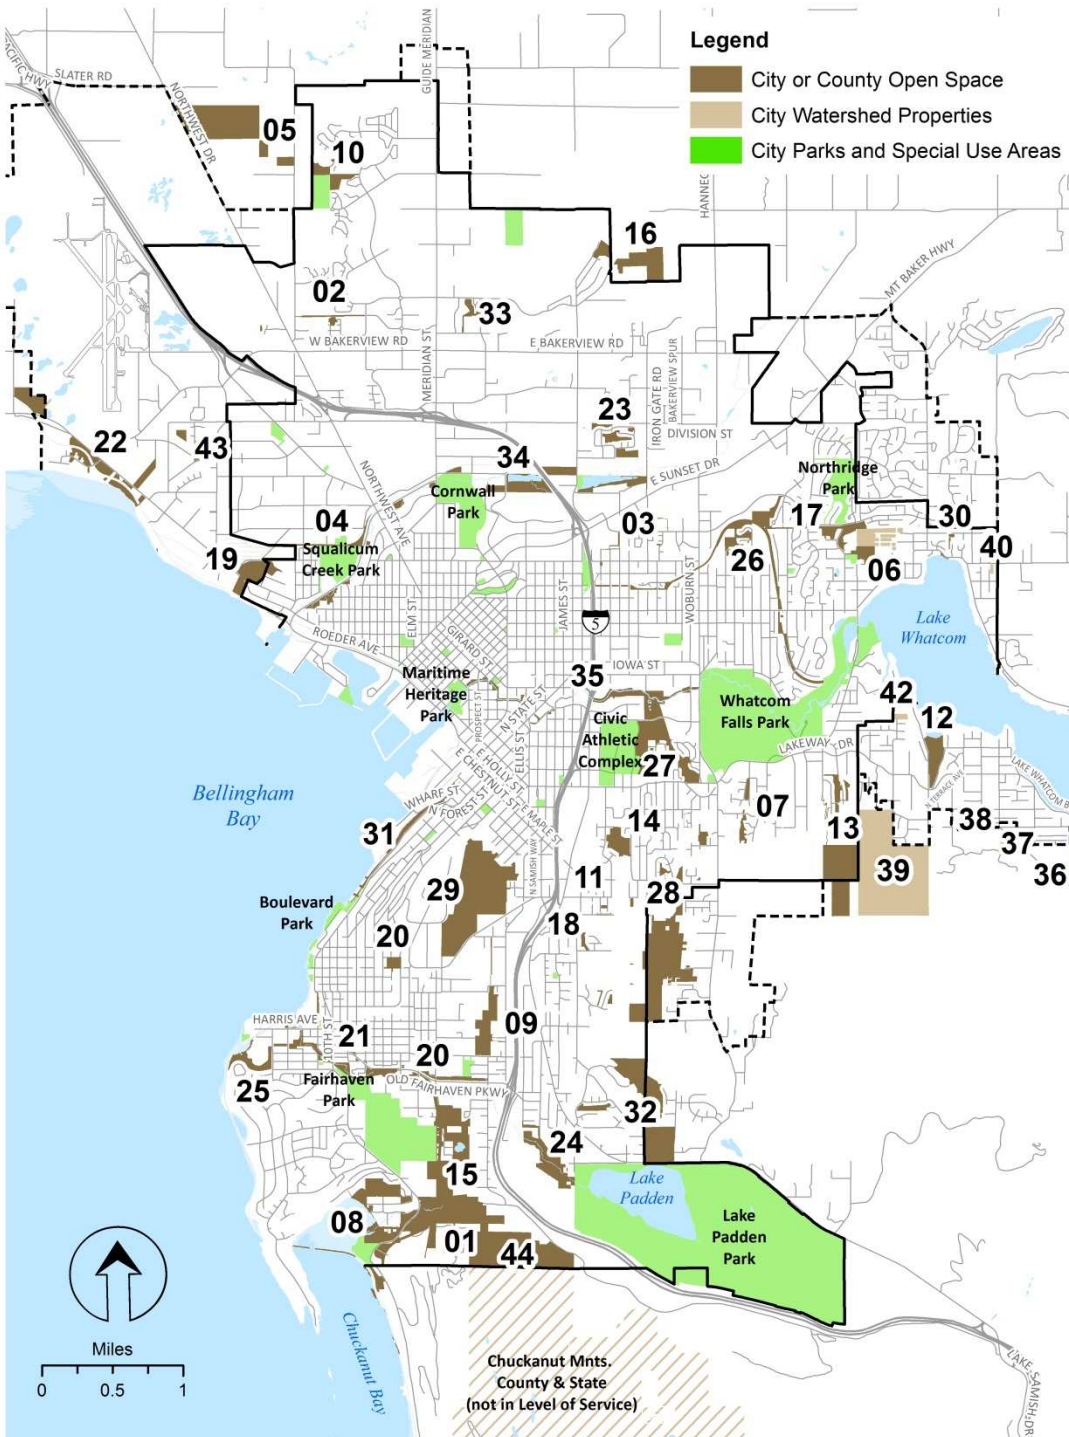 Legend
City or County Open Space
City Watershed Properties
City Parks and Special Use Areas
PACIFIC HWY
SLATER RD
NORTHWEST DR
GUIDE MERIDIAN
05
10
HANNEG
16
MT BAKER HWY
02
33
W BAKERVIEW RD
E BAKERVIEW RD
MERIDIAN ST
IRON GATE RD
BAKERVIEW SPUR
23
DIVISION ST
22
43
34
E SUNSET DR
Northridge
Park
NORTHWEST AVE
Cornwall
Park
04
03
17
30
Squalicum
Creek Park
19
26
06
40
ELM ST
JAMES ST
WOBURN ST
Lake
Whatcom
ROEDER AVE
GIRARD ST
5
Maritime
Heritage
Park
35
IOWA ST
PROSPECT ST
N STATE ST
Civic
Athletic
Complex
Whatcom
Falls Park
42
12
ELLIS ST
LAKEWAY DR
27
E HOLLY ST
E CHESTNUT ST
Bellingham
Bay
WHARF ST
N FOREST ST
E MAPLE ST
N TERRACE AVE
LAKE WHATCOM B
31
14
07
13
38
37
39
36
N SAMISH WAY
29
11
28
Boulevard
Park
20
18
HARRIS AVE
10TH ST
21
20
09
25
Fairhaven
Park
OLD FAIRHAVEN PKWY
32
24
15
Lake
Padden
08
01
44
Lake
Padden
Park
Miles
0
0.5
1
Chuckanut Bay
Chuckanut Mnts.
County & State
(not in Level of Service)
LAKE SAMISH DR